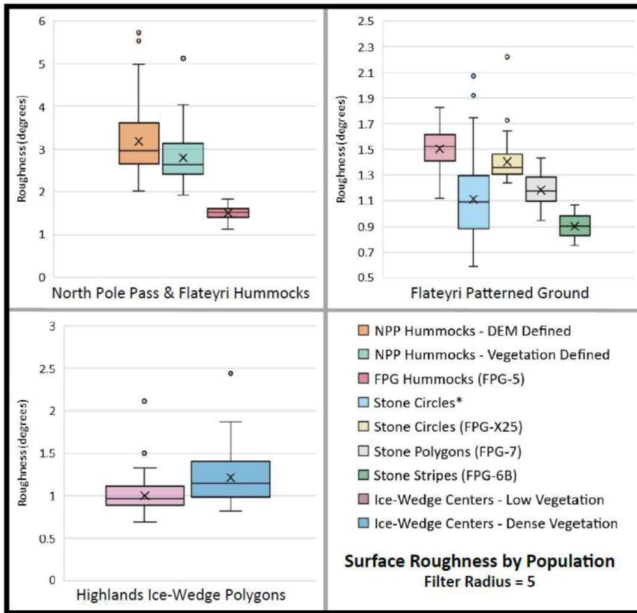 6
5
4
3
2
1
0
Roughness (degrees)
North Pole Pass & Flateyri Hummocks
2.5
2.3
2.1
1.9
1.7
1.5
1.3
1.1
0.9
0.7
0.5
Roughness (degrees)
Flateyri Patterned Ground
3
2.5
2
1.5
1
0.5
0
Roughness (degrees)
Highlands Ice-Wedge Polygons
NPP Hummocks - DEM Defined
NPP Hummocks - Vegetation Defined
FPG Hummocks (FPG-5)
Stone Circles*
Stone Circles (FPG-X25)
Stone Polygons (FPG-7)
Stone Stripes (FPG-6B)
Ice-Wedge Centers - Low Vegetation
Ice-Wedge Centers - Dense Vegetation
Surface Roughness by Population
Filter Radius = 5